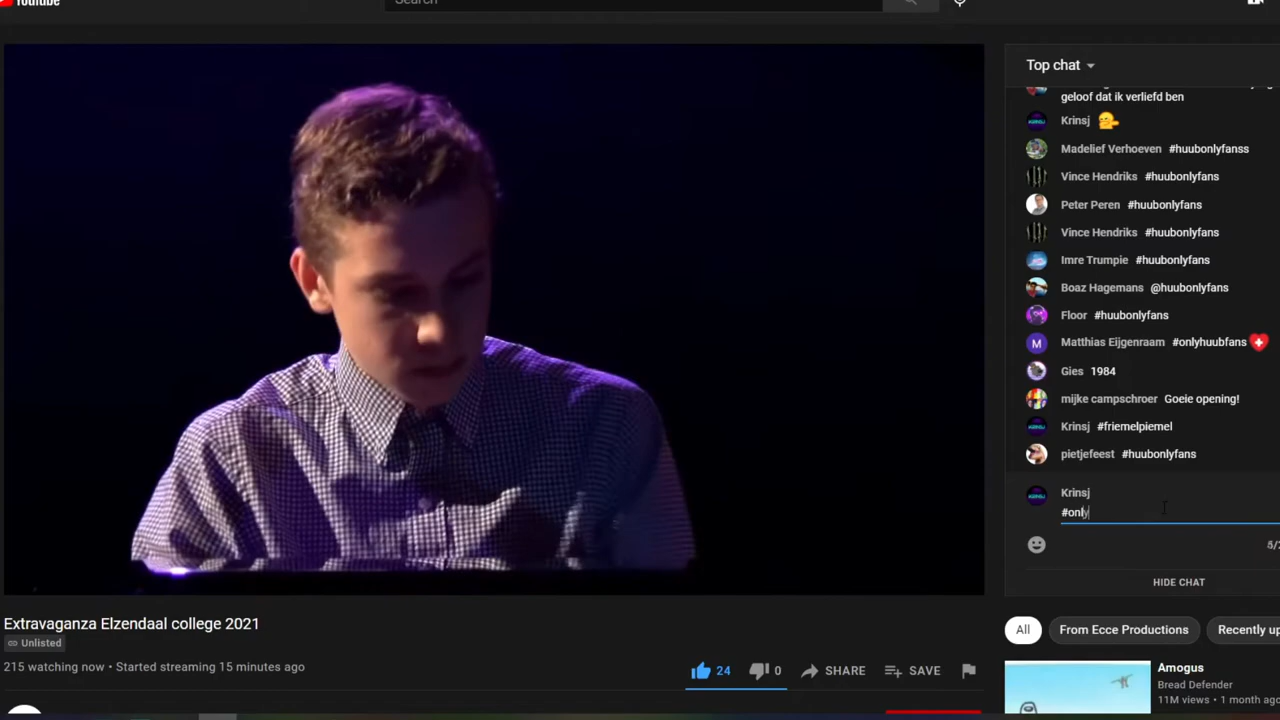 YouTube
Search
Top chat
geloof dat ik verliefd ben
Krinsj
Madelief Verhoeven #huubonlyfanss
Vince Hendriks #huubonlyfans
Peter Peren #huubonlyfans
Vince Hendriks #huubonlyfans
Imre Trumpie #huubonlyfans
Boaz Hagemans @huubonlyfans
Floor #huubonlyfans
M Matthias Eijgenraam #onlyhuubfans
Gies 1984
mijke campschroer Goeie opening!
Krinsj #friemelpiemel
pietjefeest #huubonlyfans
Krinsj
#only
5/2
HIDE CHAT
Extravaganza Elzendaal college 2021
Unlisted
215 watching now • Started streaming 15 minutes ago
24 0 SHARE SAVE
All From Ecce Productions Recently up
Amogus
Bread Defender
11M views • 1 month ago